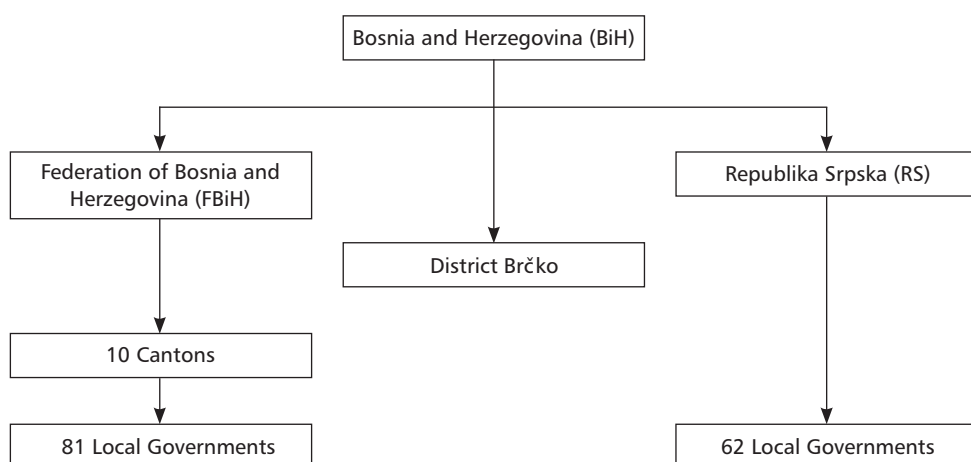 Bosnia and Herzegovina (BiH)
Federation of Bosnia and
Herzegovina (FBiH)
Republika Srpska (RS)
District Brčko
10 Cantons
81 Local Governments
62 Local Governments